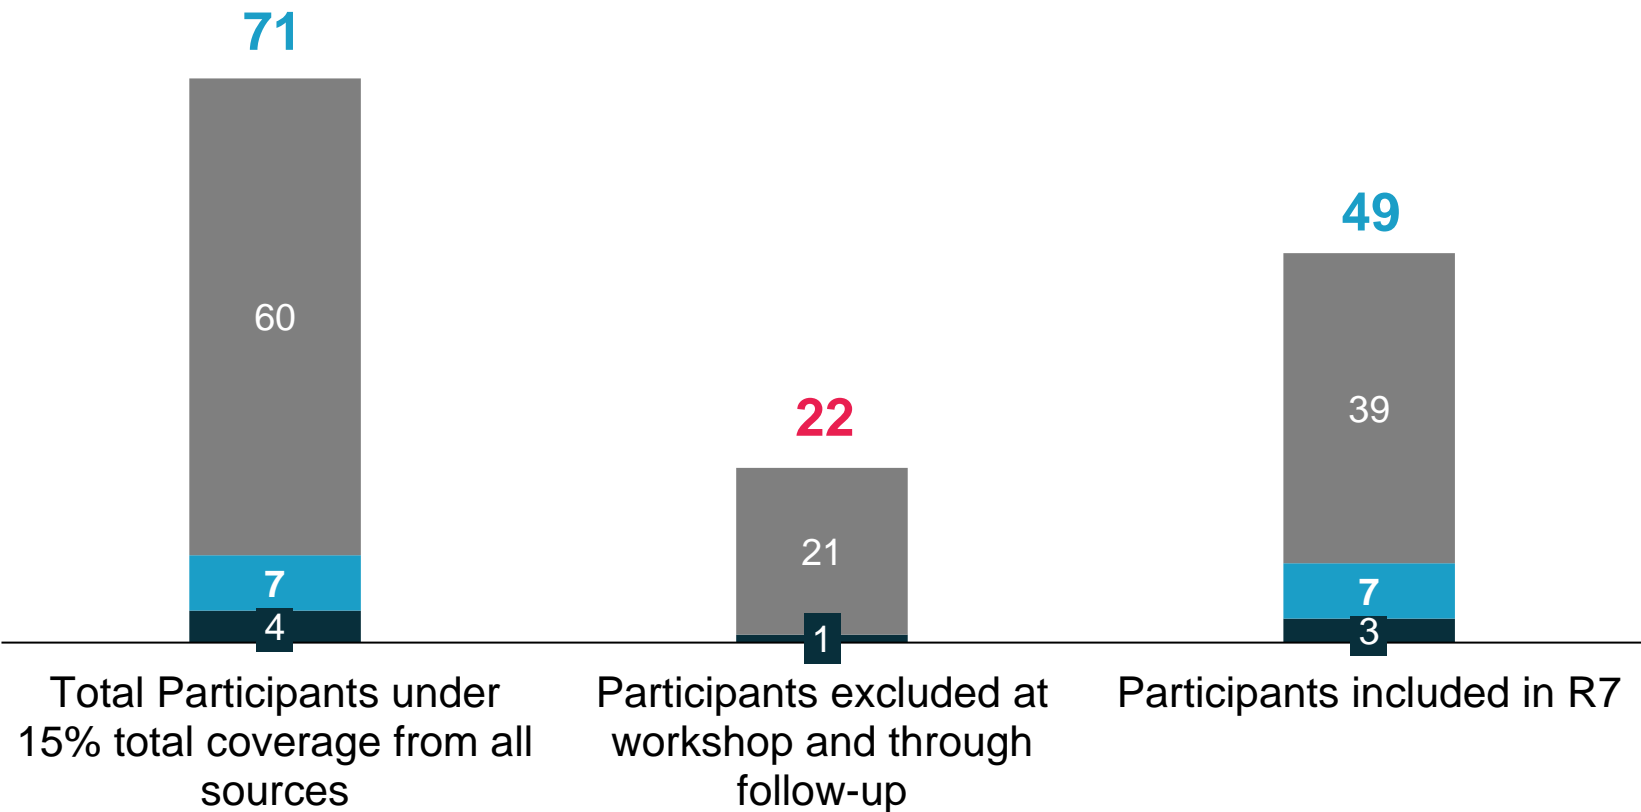 71
60
7
4
22
21
1
49
39
7
3
Total Participants under
15% total coverage from all
sources
Participants excluded at
workshop and through
follow-up
Participants included in R7